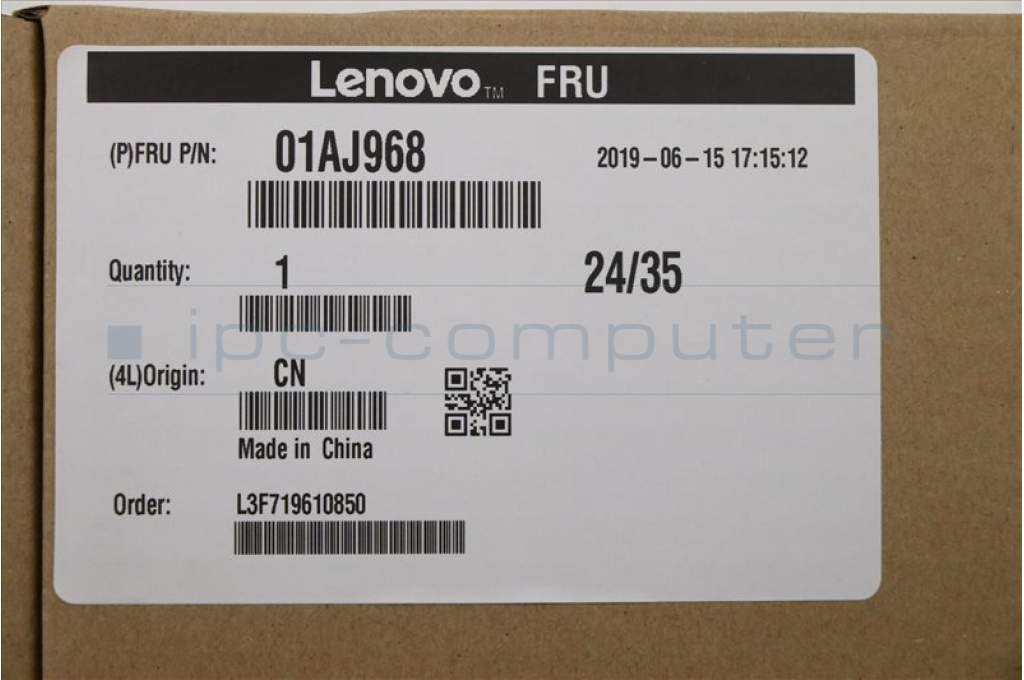 Lenovo™ FRU
(P)FRU P/N: 01AJ968 2019-06-15 17:15:12
Quantity: 1 24/35
ipc-computer
(4L)Origin: CN
Made in China
Order: L3F719610850